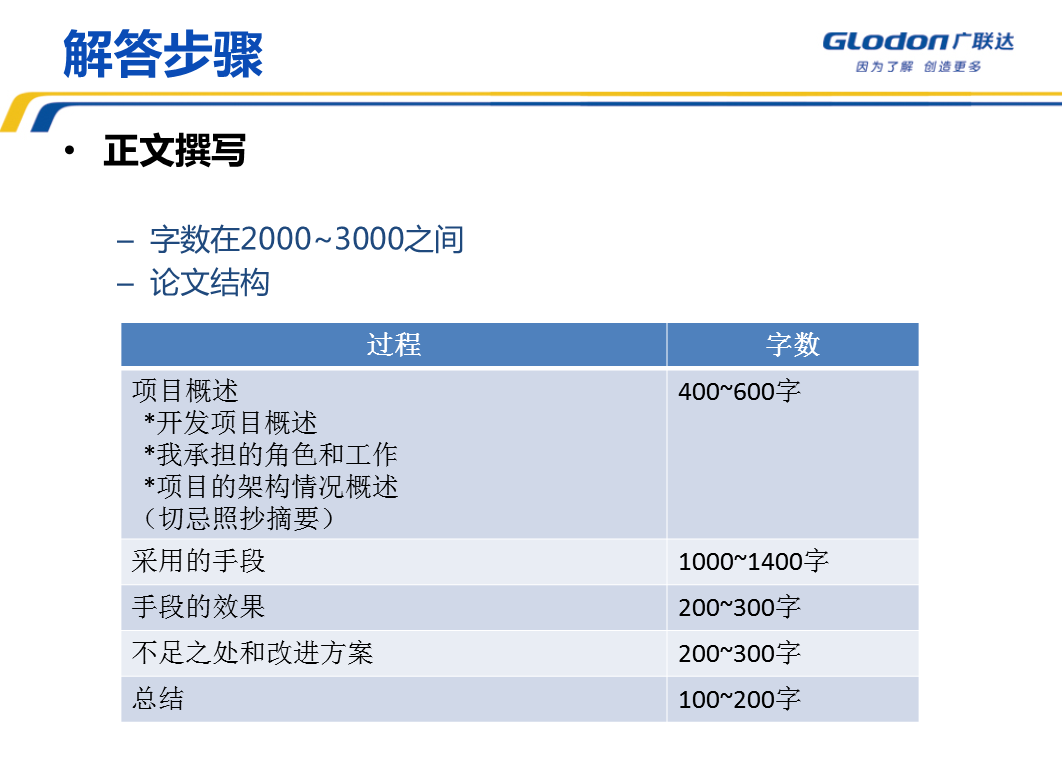 解答步骤
GLodon广联达
因为了解 创造更多
• 正文撰写
– 字数在2000~3000之间
– 论文结构
过程 字数
项目概述 400~600字
*开发项目概述
*我承担的角色和工作
*项目的架构情况概述
（切忌照抄摘要）
采用的手段 1000~1400字
手段的效果 200~300字
不足之处和改进方案 200~300字
总结 100~200字